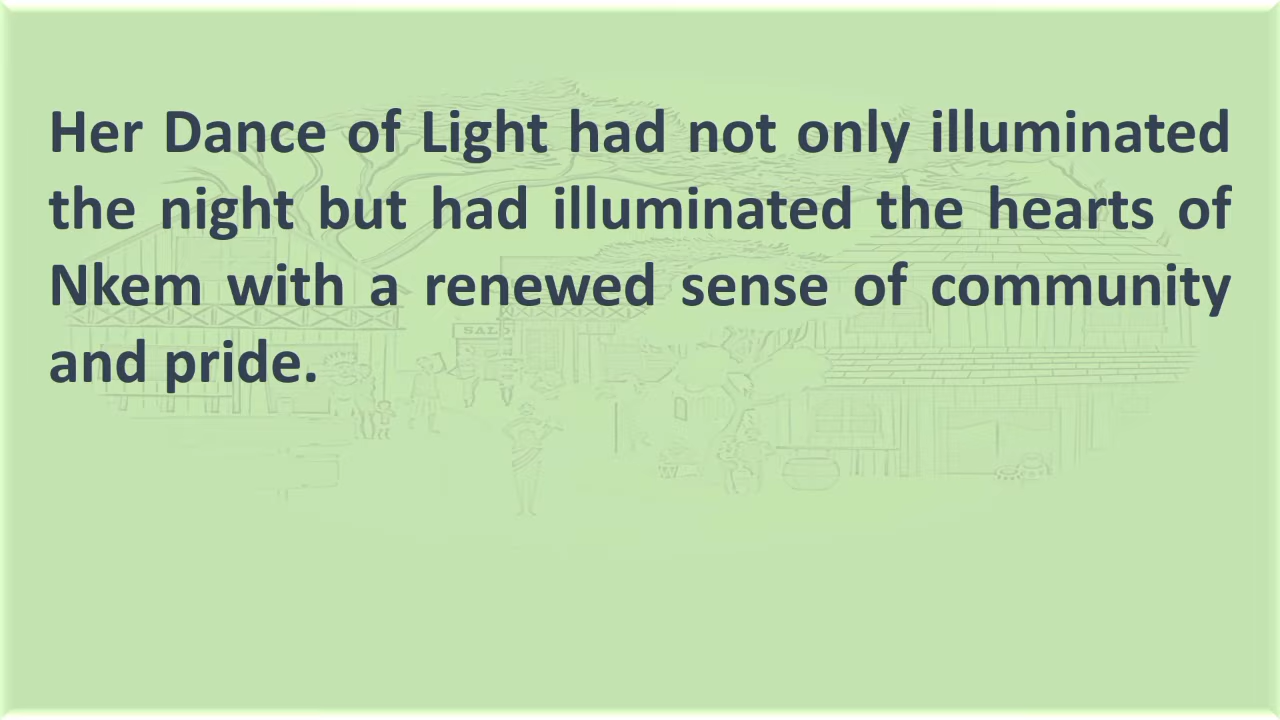 Her Dance of Light had not only illuminated
the night but had illuminated the hearts of
Nkem with a renewed sense of community
and pride.